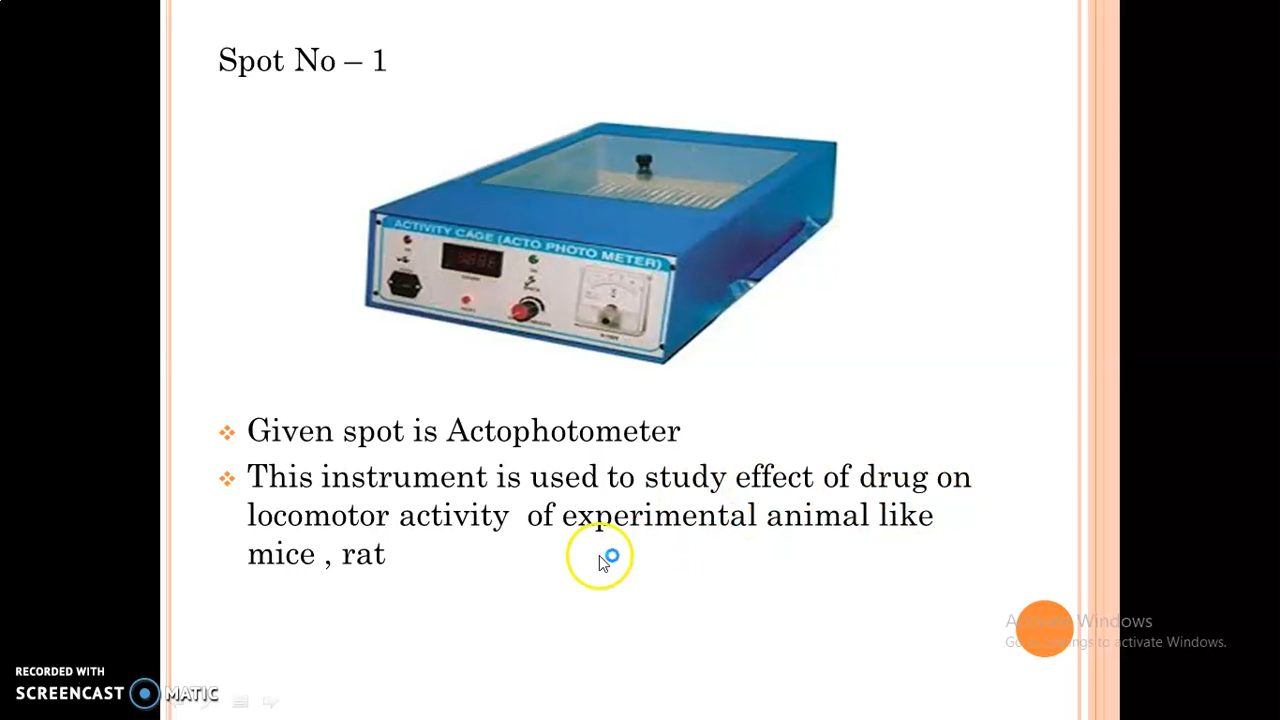 Spot No – 1
ACTIVITY CAGE (ACTO PHOTO METER)
Given spot is Actophotometer
This instrument is used to study effect of drug on
locomotor activity of experimental animal like
mice , rat
Activate Windows
Go to Settings to activate Windows.
RECORDED WITH
SCREENCAST MATIC